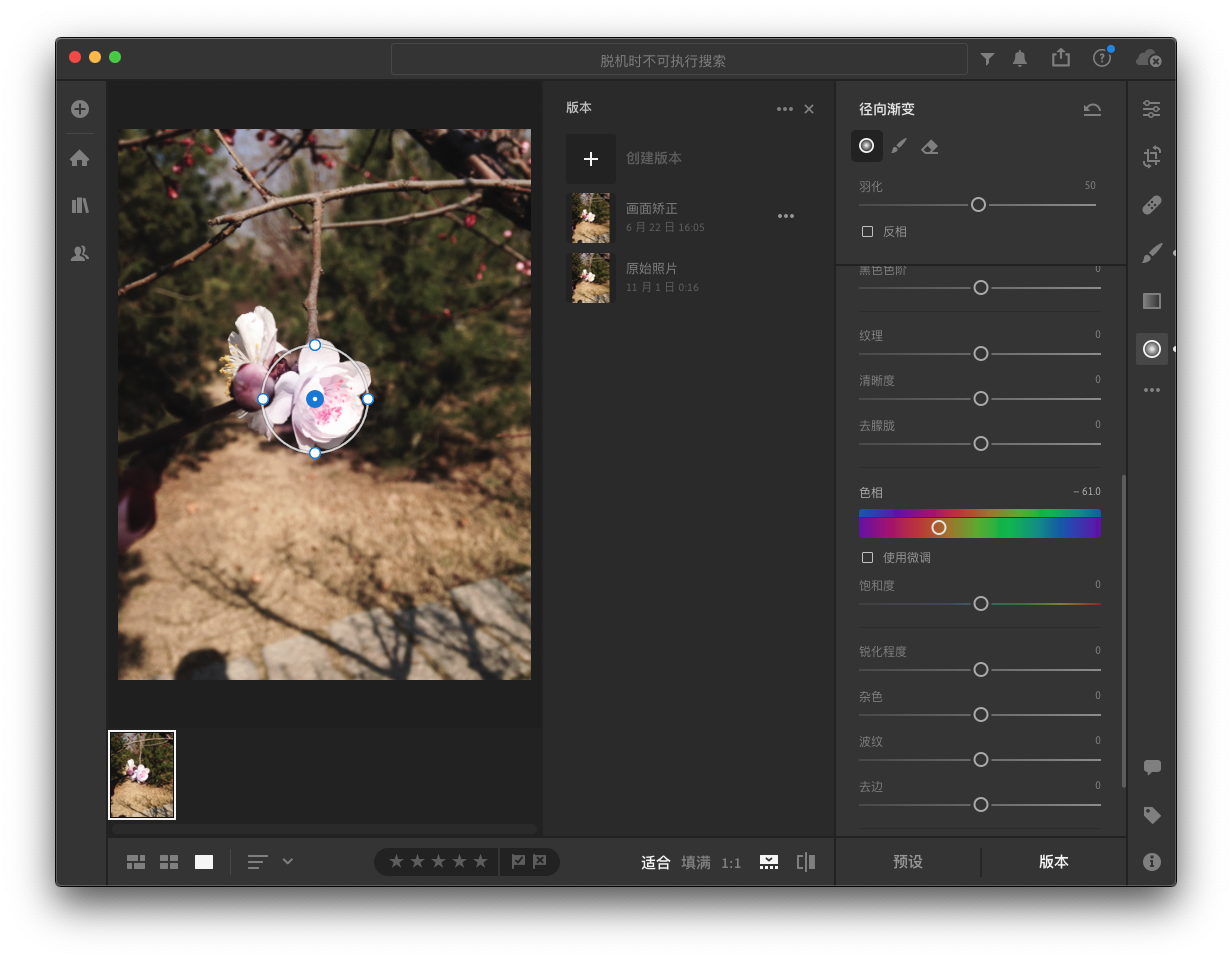 脱机时不可执行搜索
版本
创建版本
画面矫正
6 月 22 日 16:05
原始照片
11 月 1 日 0:16
径向渐变
羽化 50
反相
黑色色阶 0
纹理 0
清晰度 0
去朦胧 0
色相 – 61.0
使用微调
饱和度 0
锐化程度 0
杂色 0
波纹 0
去边 0
适合 填满 1:1
预设 版本